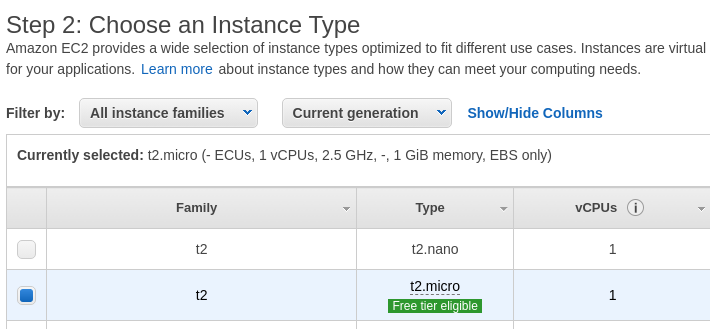 Step 2: Choose an Instance Type
Amazon EC2 provides a wide selection of instance types optimized to fit different use cases. Instances are virtual
for your applications. Learn more about instance types and how they can meet your computing needs.
Filter by: All instance families Current generation Show/Hide Columns
Currently selected: t2.micro (- ECUs, 1 vCPUs, 2.5 GHz, -, 1 GiB memory, EBS only)
Family Type vCPUs i
t2 t2.nano 1
t2 t2.micro 1
Free tier eligible